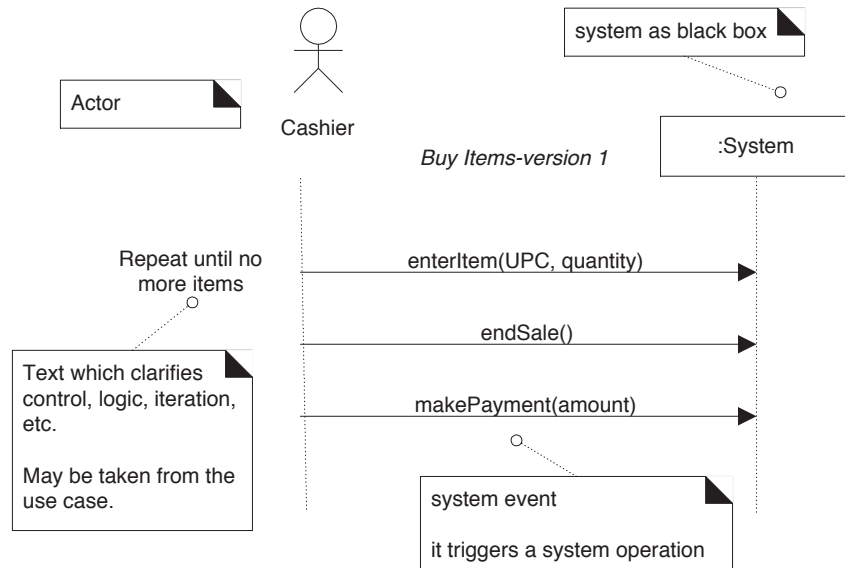 system as black box
Actor
Cashier
Buy Items-version 1
:System
Repeat until no
more items
enterItem(UPC, quantity)
endSale()
makePayment(amount)
Text which clarifies
control, logic, iteration,
etc.
May be taken from the
use case.
system event
it triggers a system operation